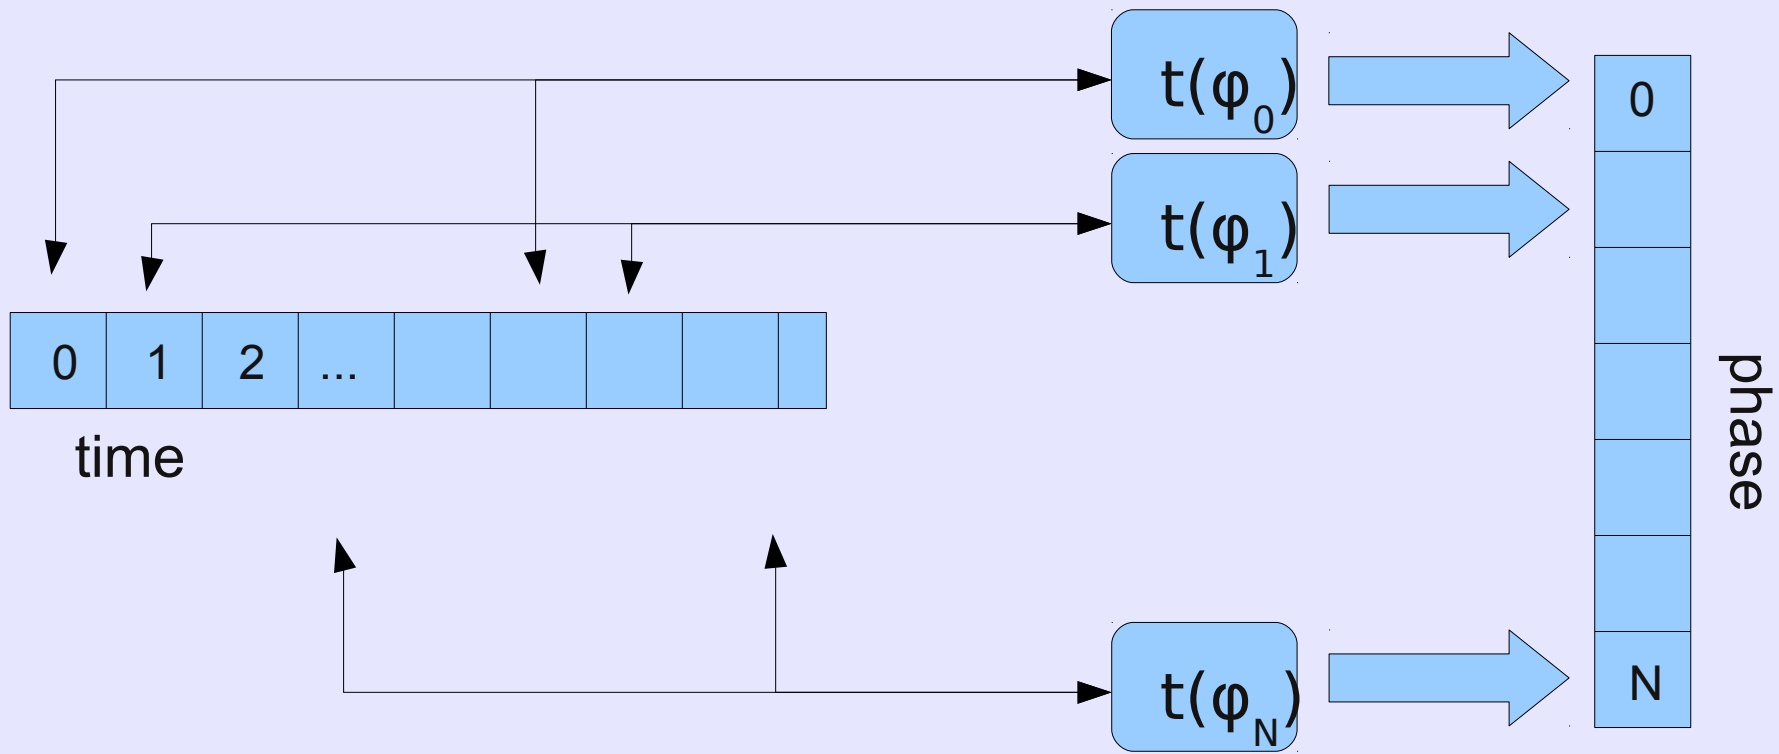 t(φ0)
0
t(φ1)
0 1 2 ...
time
phase
t(φN)
N